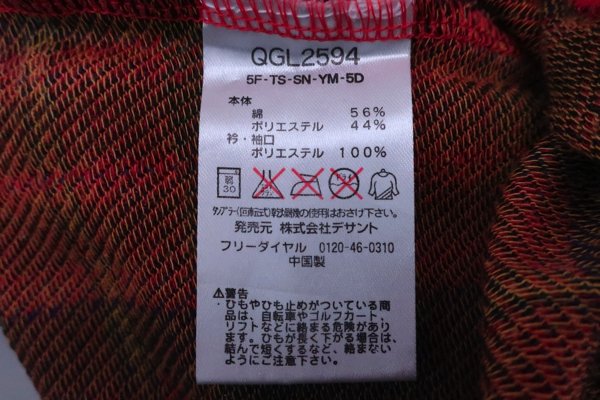 QGL2594
5F-TS-SN-YM-5D
本体
綿 56%
ポリエステル 44%
衿・袖口
ポリエステル 100%
弱
30
タンブラー(回転式)乾燥機の使用はおさけ下さい。
発売元 株式会社デサント
フリーダイヤル 0120-46-0310
中国製
⚠警告
・ひもやひも止めがついている商
品は、自転車やゴルフカート、
リフトなどに絡まる危険があり
ます。ひもが長く下がる場合は、
結んで短くするなど、絡まない
ようにご注意下さい。